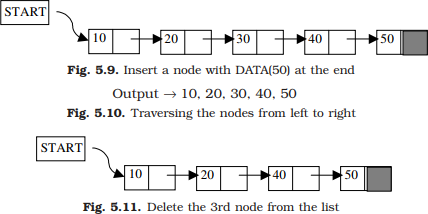 START
10 20 30 40 50
Fig. 5.9. Insert a node with DATA(50) at the end
Output → 10, 20, 30, 40, 50
Fig. 5.10. Traversing the nodes from left to right
START
10 20 40 50
Fig. 5.11. Delete the 3rd node from the list